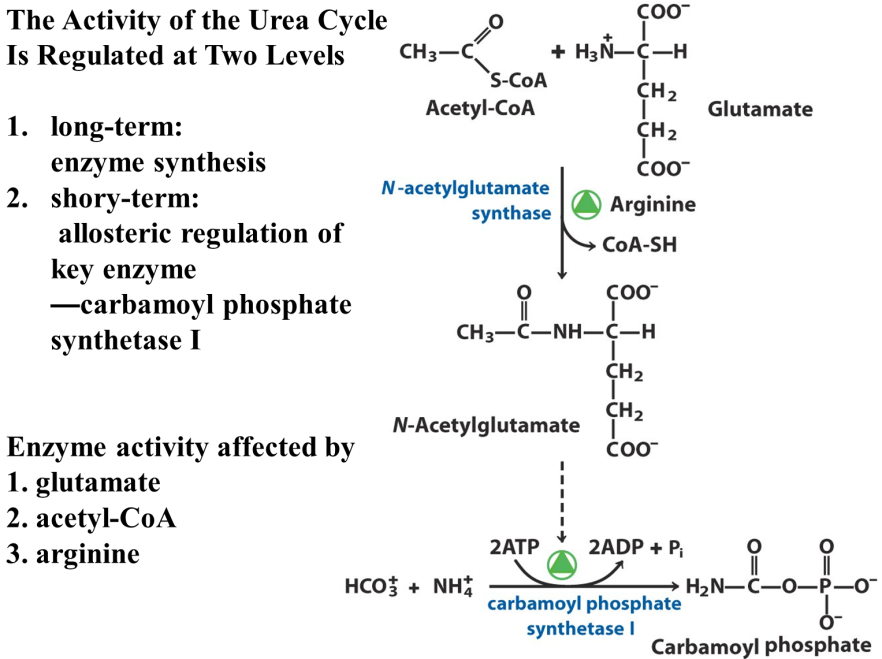 The Activity of the Urea Cycle
Is Regulated at Two Levels
1. long-term:
enzyme synthesis
2. shory-term:
allosteric regulation of
key enzyme
—carbamoyl phosphate
synthetase I
Enzyme activity affected by
1. glutamate
2. acetyl-CoA
3. arginine
O
CH₃—C
S-CoA
Acetyl-CoA
+
COO⁻
H₃N⁺—C—H
CH₂
CH₂
COO⁻
Glutamate
N-acetylglutamate
synthase
Arginine
CoA-SH
O COO⁻
CH₃—C—NH—C—H
CH₂
CH₂
COO⁻
N-Acetylglutamate
2ATP 2ADP + Pᵢ
HCO₃⁺ + NH₄⁺
carbamoyl phosphate
synthetase I
O O
H₂N—C—O—P—O⁻
O⁻
Carbamoyl phosphate